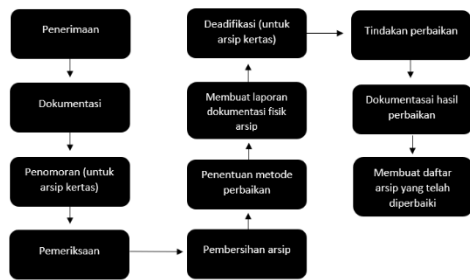 Penerimaan
Dokumentasi
Penomoran (untuk
arsip kertas)
Pemeriksaan
Pembersihan arsip
Penentuan metode
perbaikan
Membuat laporan
dokumentasi fisik
arsip
Deadifikasi (untuk
arsip kertas)
Tindakan perbaikan
Dokumentasai hasil
perbaikan
Membuat daftar
arsip yang telah
diperbaiki